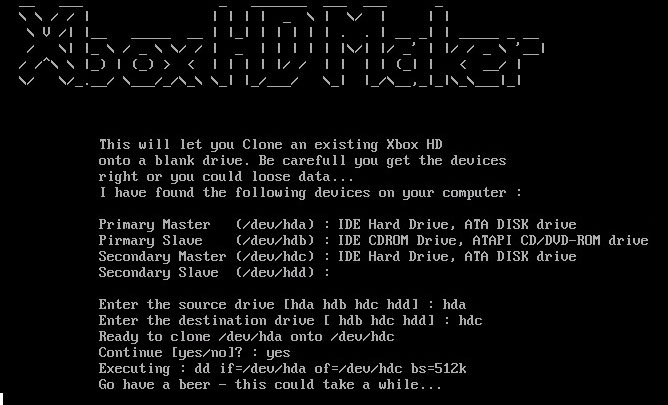 Xbox HD Maker
This will let you Clone an existing Xbox HD
onto a blank drive. Be carefull you get the devices
right or you could loose data...
I have found the following devices on your computer :
Primary Master (/dev/hda) : IDE Hard Drive, ATA DISK drive
Pirmary Slave (/dev/hdb) : IDE CDROM Drive, ATAPI CD/DVD-ROM drive
Secondary Master (/dev/hdc) : IDE Hard Drive, ATA DISK drive
Secondary Slave (/dev/hdd) :
Enter the source drive [hda hdb hdc hdd] : hda
Enter the destination drive [ hdb hdc hdd] : hdc
Ready to clone /dev/hda onto /dev/hdc
Continue [yes/no]? : yes
Executing : dd if=/dev/hda of=/dev/hdc bs=512k
Go have a beer - this could take a while...